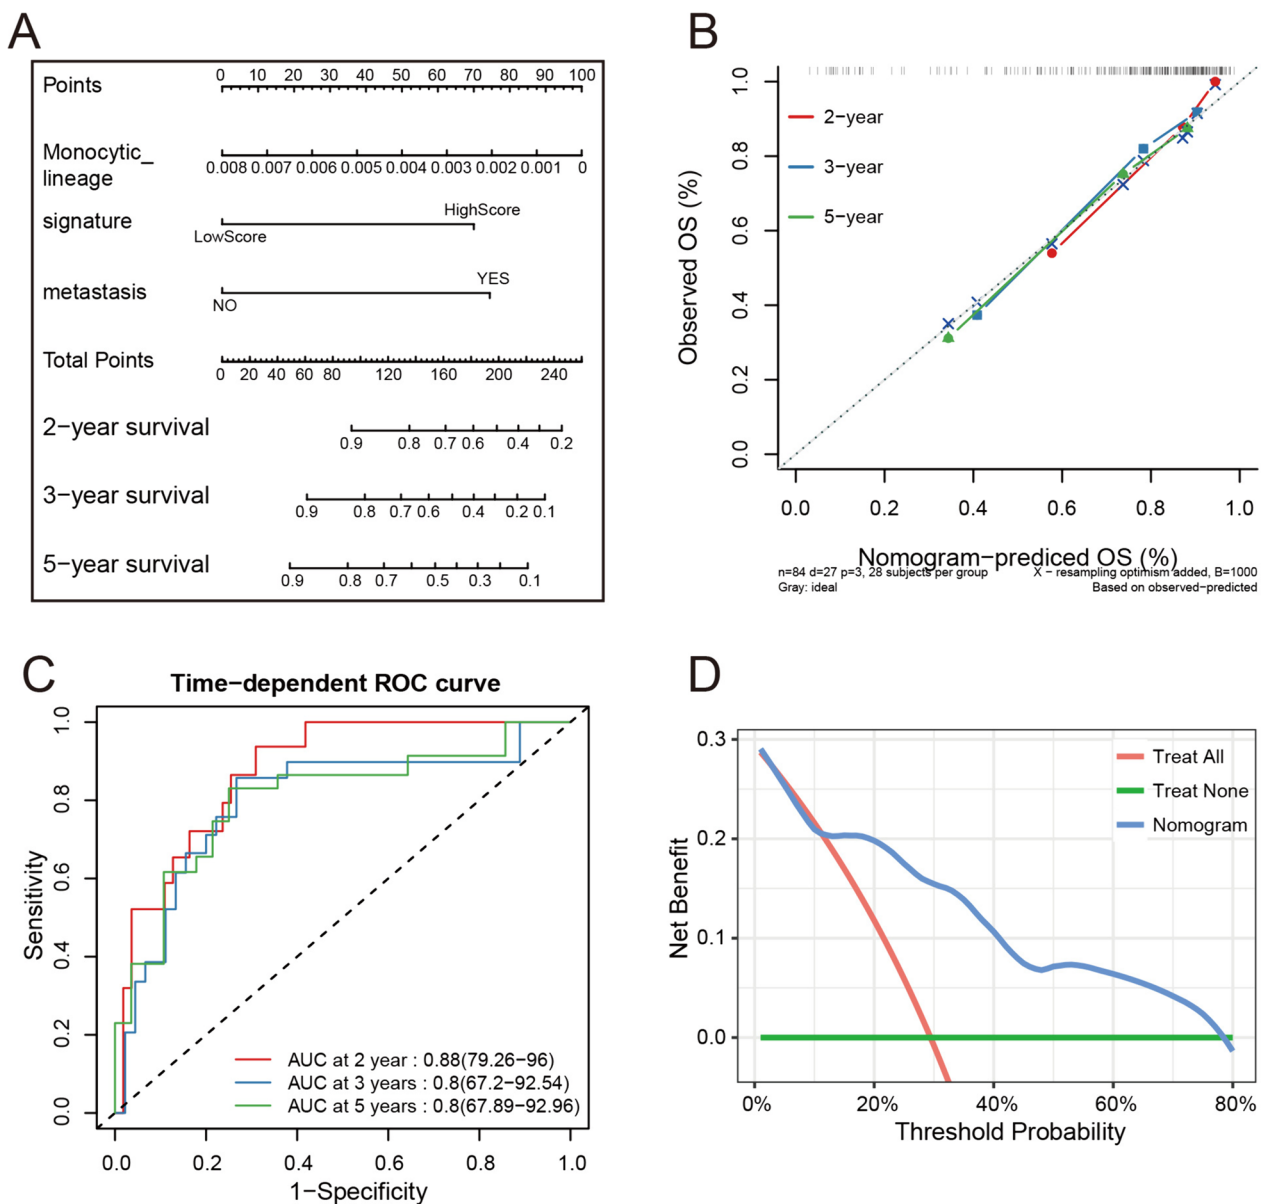 A
Points
0 10 20 30 40 50 60 70 80 90 100
Monocytic_
lineage
0.008 0.007 0.006 0.005 0.004 0.003 0.002 0.001 0
signature
HighScore
LowScore
metastasis
YES
NO
Total Points
0 20 40 60 80 120 160 200 240
2−year survival
0.9 0.8 0.7 0.6 0.4 0.2
3−year survival
0.9 0.8 0.7 0.6 0.4 0.2 0.1
5−year survival
0.9 0.8 0.7 0.5 0.3 0.1
B
2−year
3−year
5−year
Observed OS (%)
1.0
0.8
0.6
0.4
0.2
0.0
0.0 0.2 0.4 0.6 0.8 1.0
Nomogram−prediced OS (%)
n=84 d=27 p=3, 28 subjects per group
Gray: ideal
X − resampling optimism added, B=1000
Based on observed−predicted
C
Time−dependent ROC curve
Sensitivity
1.0
0.8
0.6
0.4
0.2
0.0
AUC at 2 year : 0.88(79.26−96)
AUC at 3 years : 0.8(67.2−92.54)
AUC at 5 years : 0.8(67.89−92.96)
0.0 0.2 0.4 0.6 0.8 1.0
1−Specificity
D
Treat All
Treat None
Nomogram
Net Benefit
0.3
0.2
0.1
0.0
0% 20% 40% 60% 80%
Threshold Probability